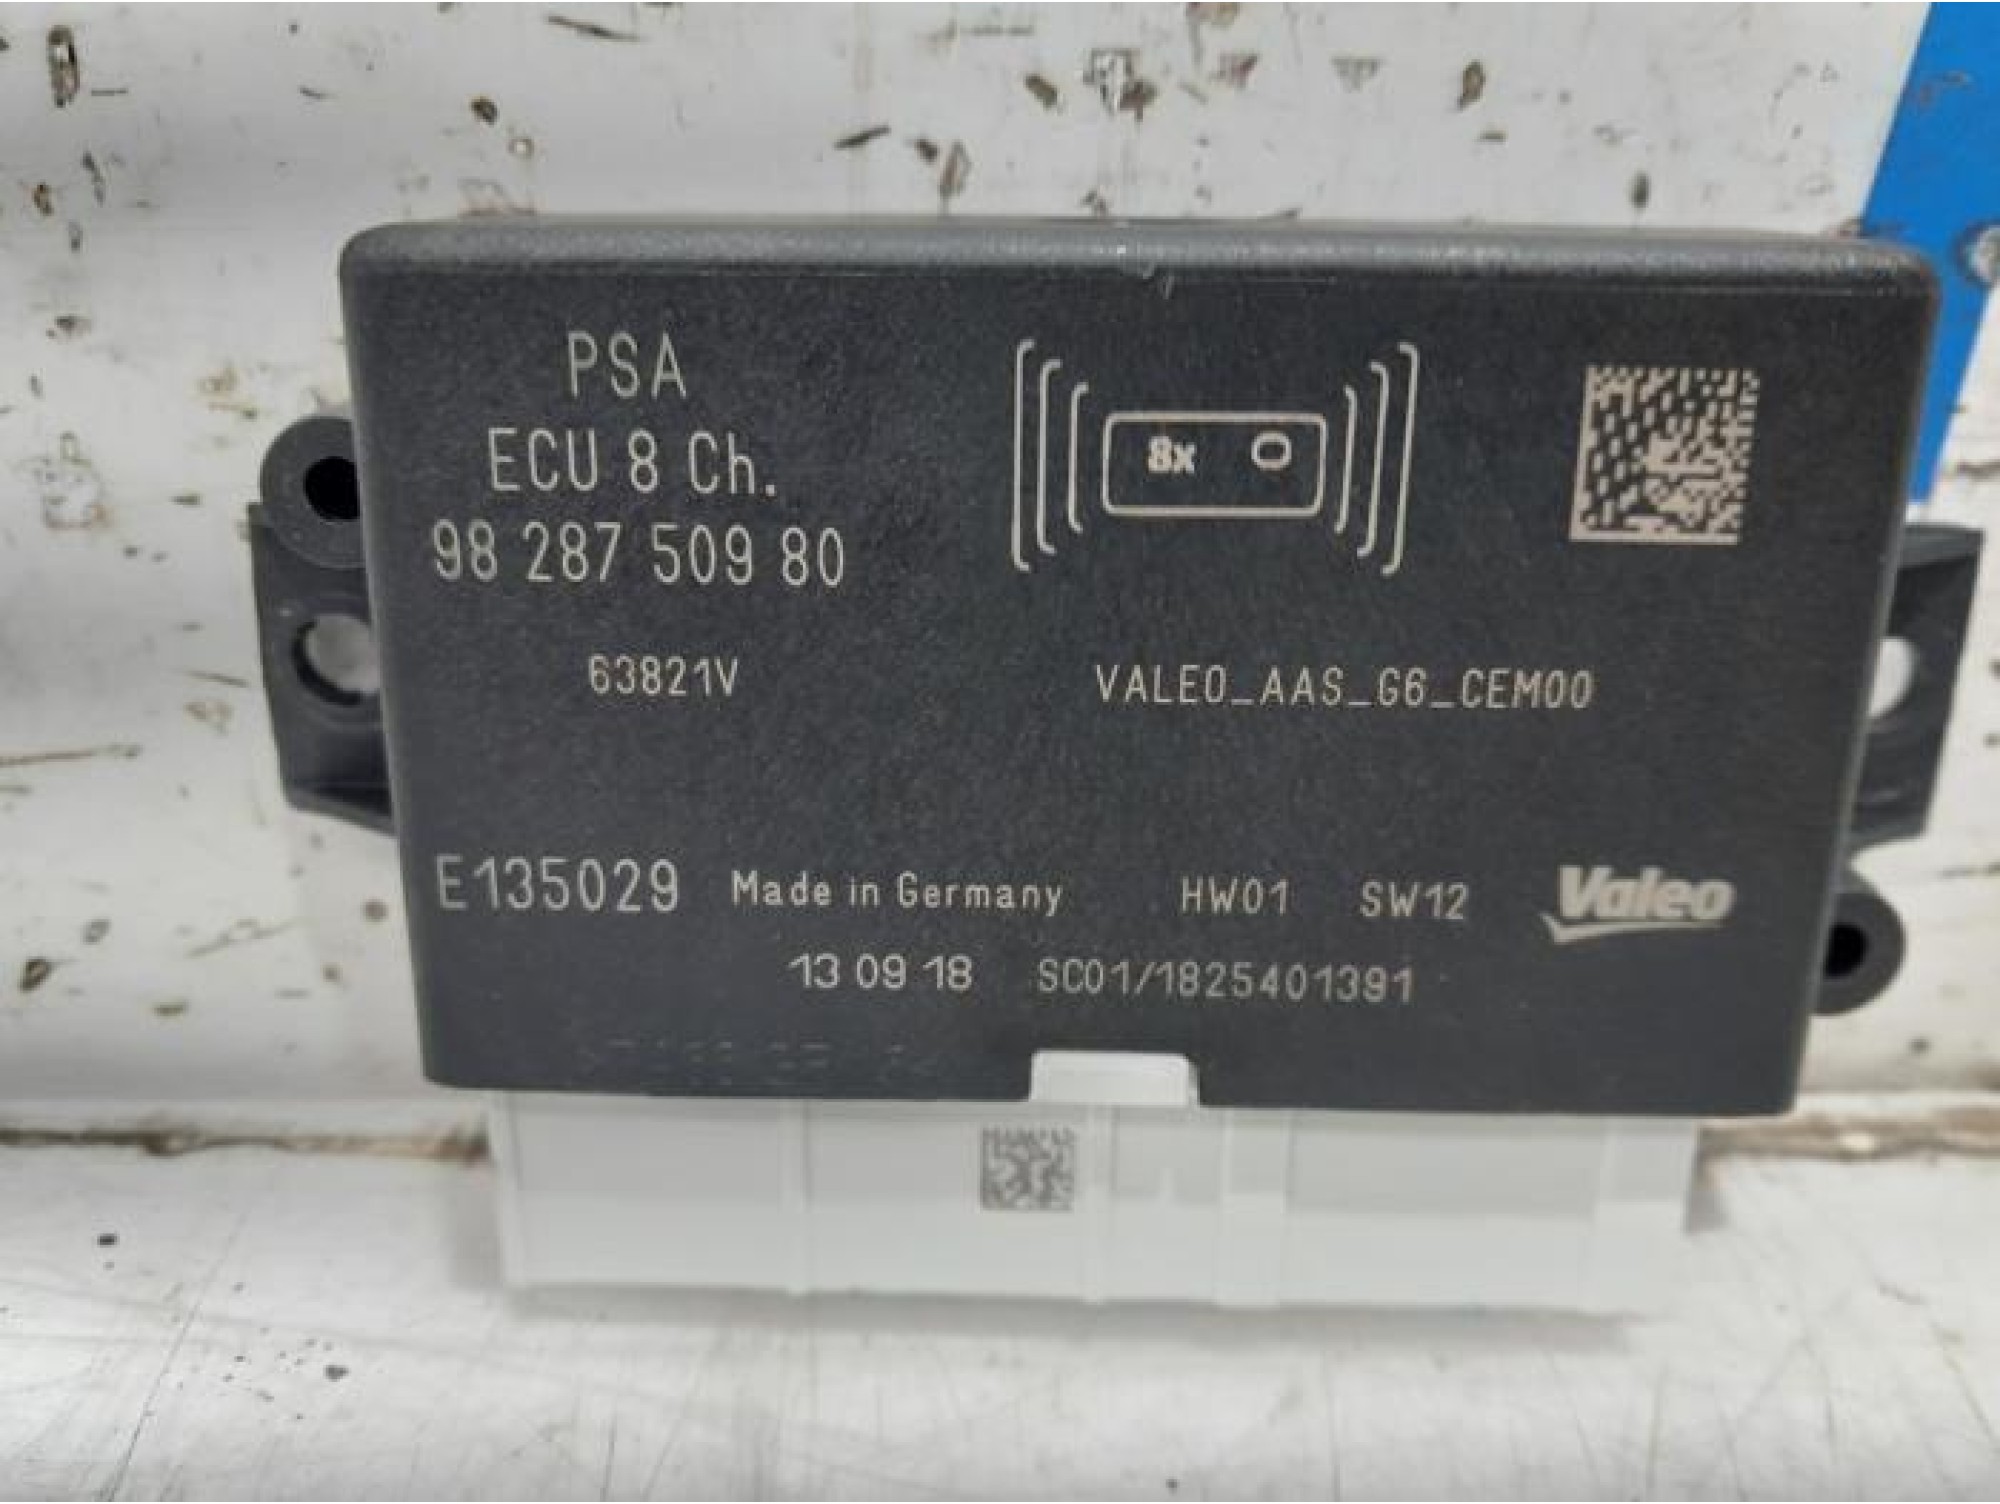 PSA
ECU 8 Ch.
98 287 509 80
8x
63821V
VALEO_AAS_G6_CEM00
E135029 Made in Germany HW01 SW12 Valeo
13 09 18 SC01/1825401391